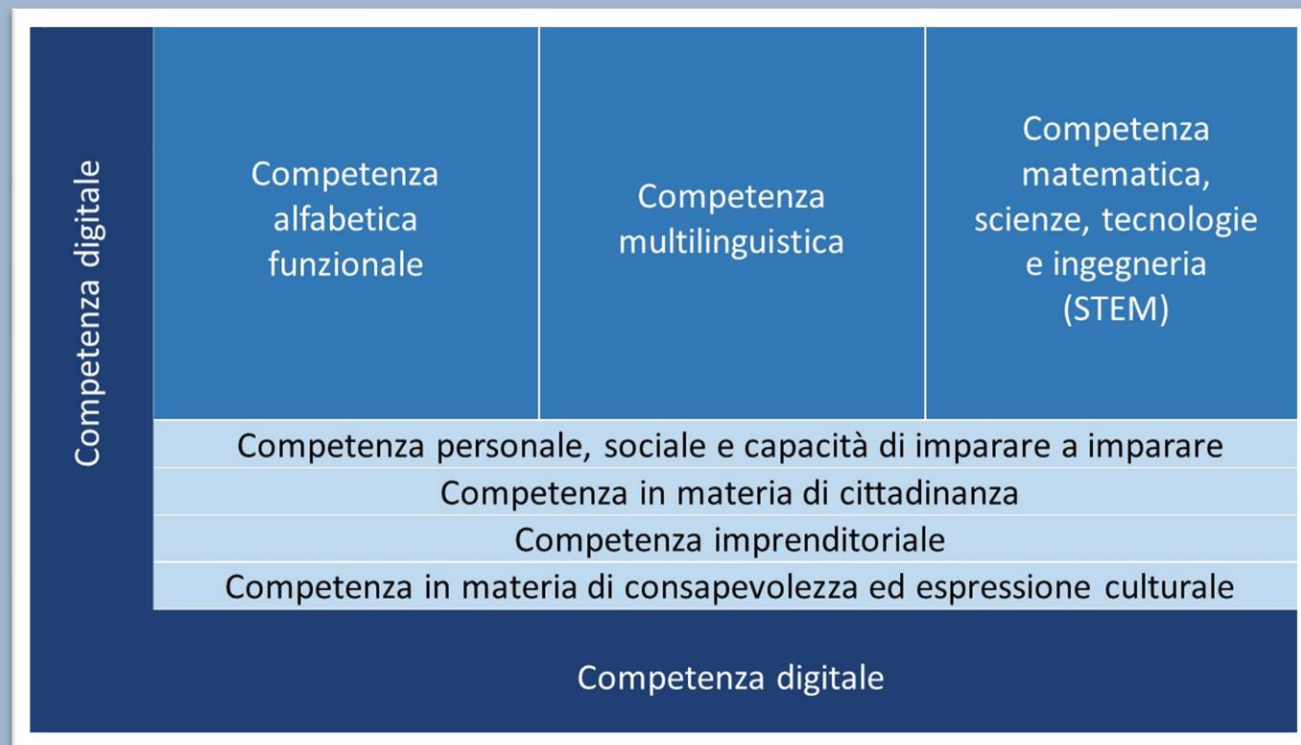 Competenza digitale
Competenza
alfabetica
funzionale
Competenza
multilinguistica
Competenza
matematica,
scienze, tecnologie
e ingegneria
(STEM)
Competenza personale, sociale e capacità di imparare a imparare
Competenza in materia di cittadinanza
Competenza imprenditoriale
Competenza in materia di consapevolezza ed espressione culturale
Competenza digitale